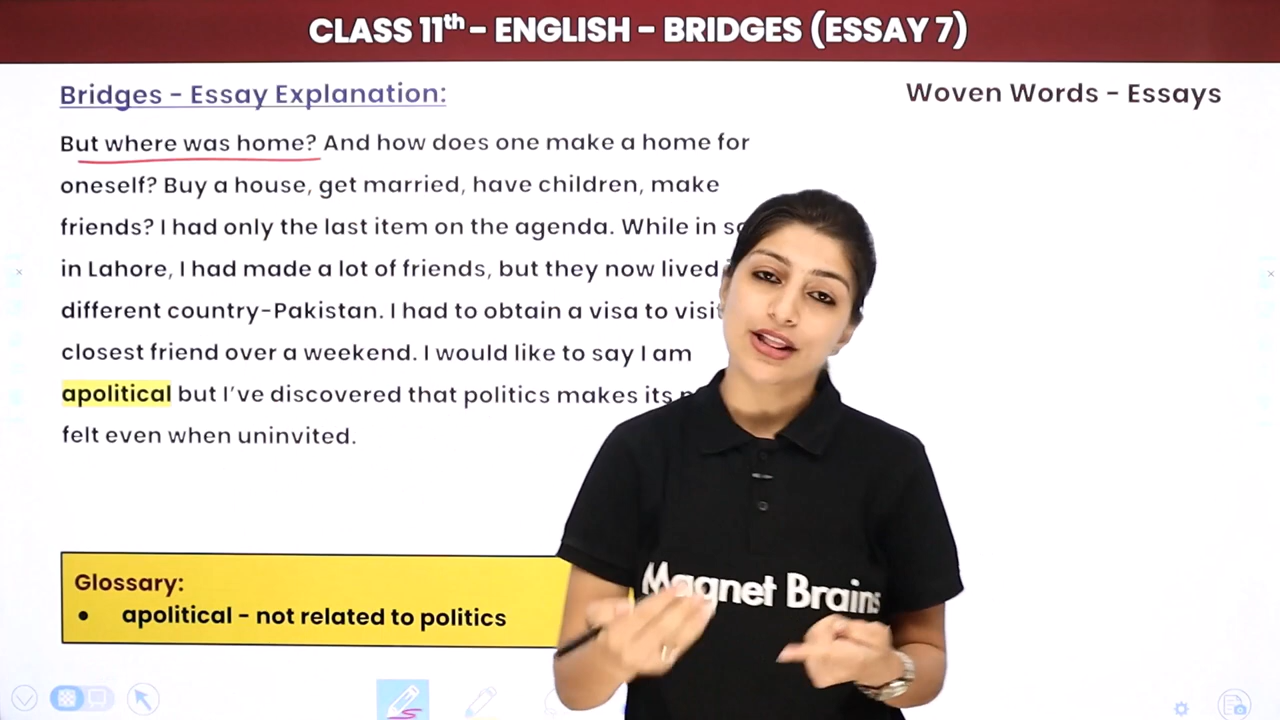 CLASS 11th - ENGLISH - BRIDGES (ESSAY 7)
Bridges - Essay Explanation:
Woven Words - Essays
But where was home? And how does one make a home for
oneself? Buy a house, get married, have children, make
friends? I had only the last item on the agenda. While in
in Lahore, I had made a lot of friends, but they now lived
different country-Pakistan. I had to obtain a visa to visit
closest friend over a weekend. I would like to say I am
apolitical but I've discovered that politics makes its
felt even when uninvited.
Glossary:
• apolitical - not related to politics
Magnet Brains